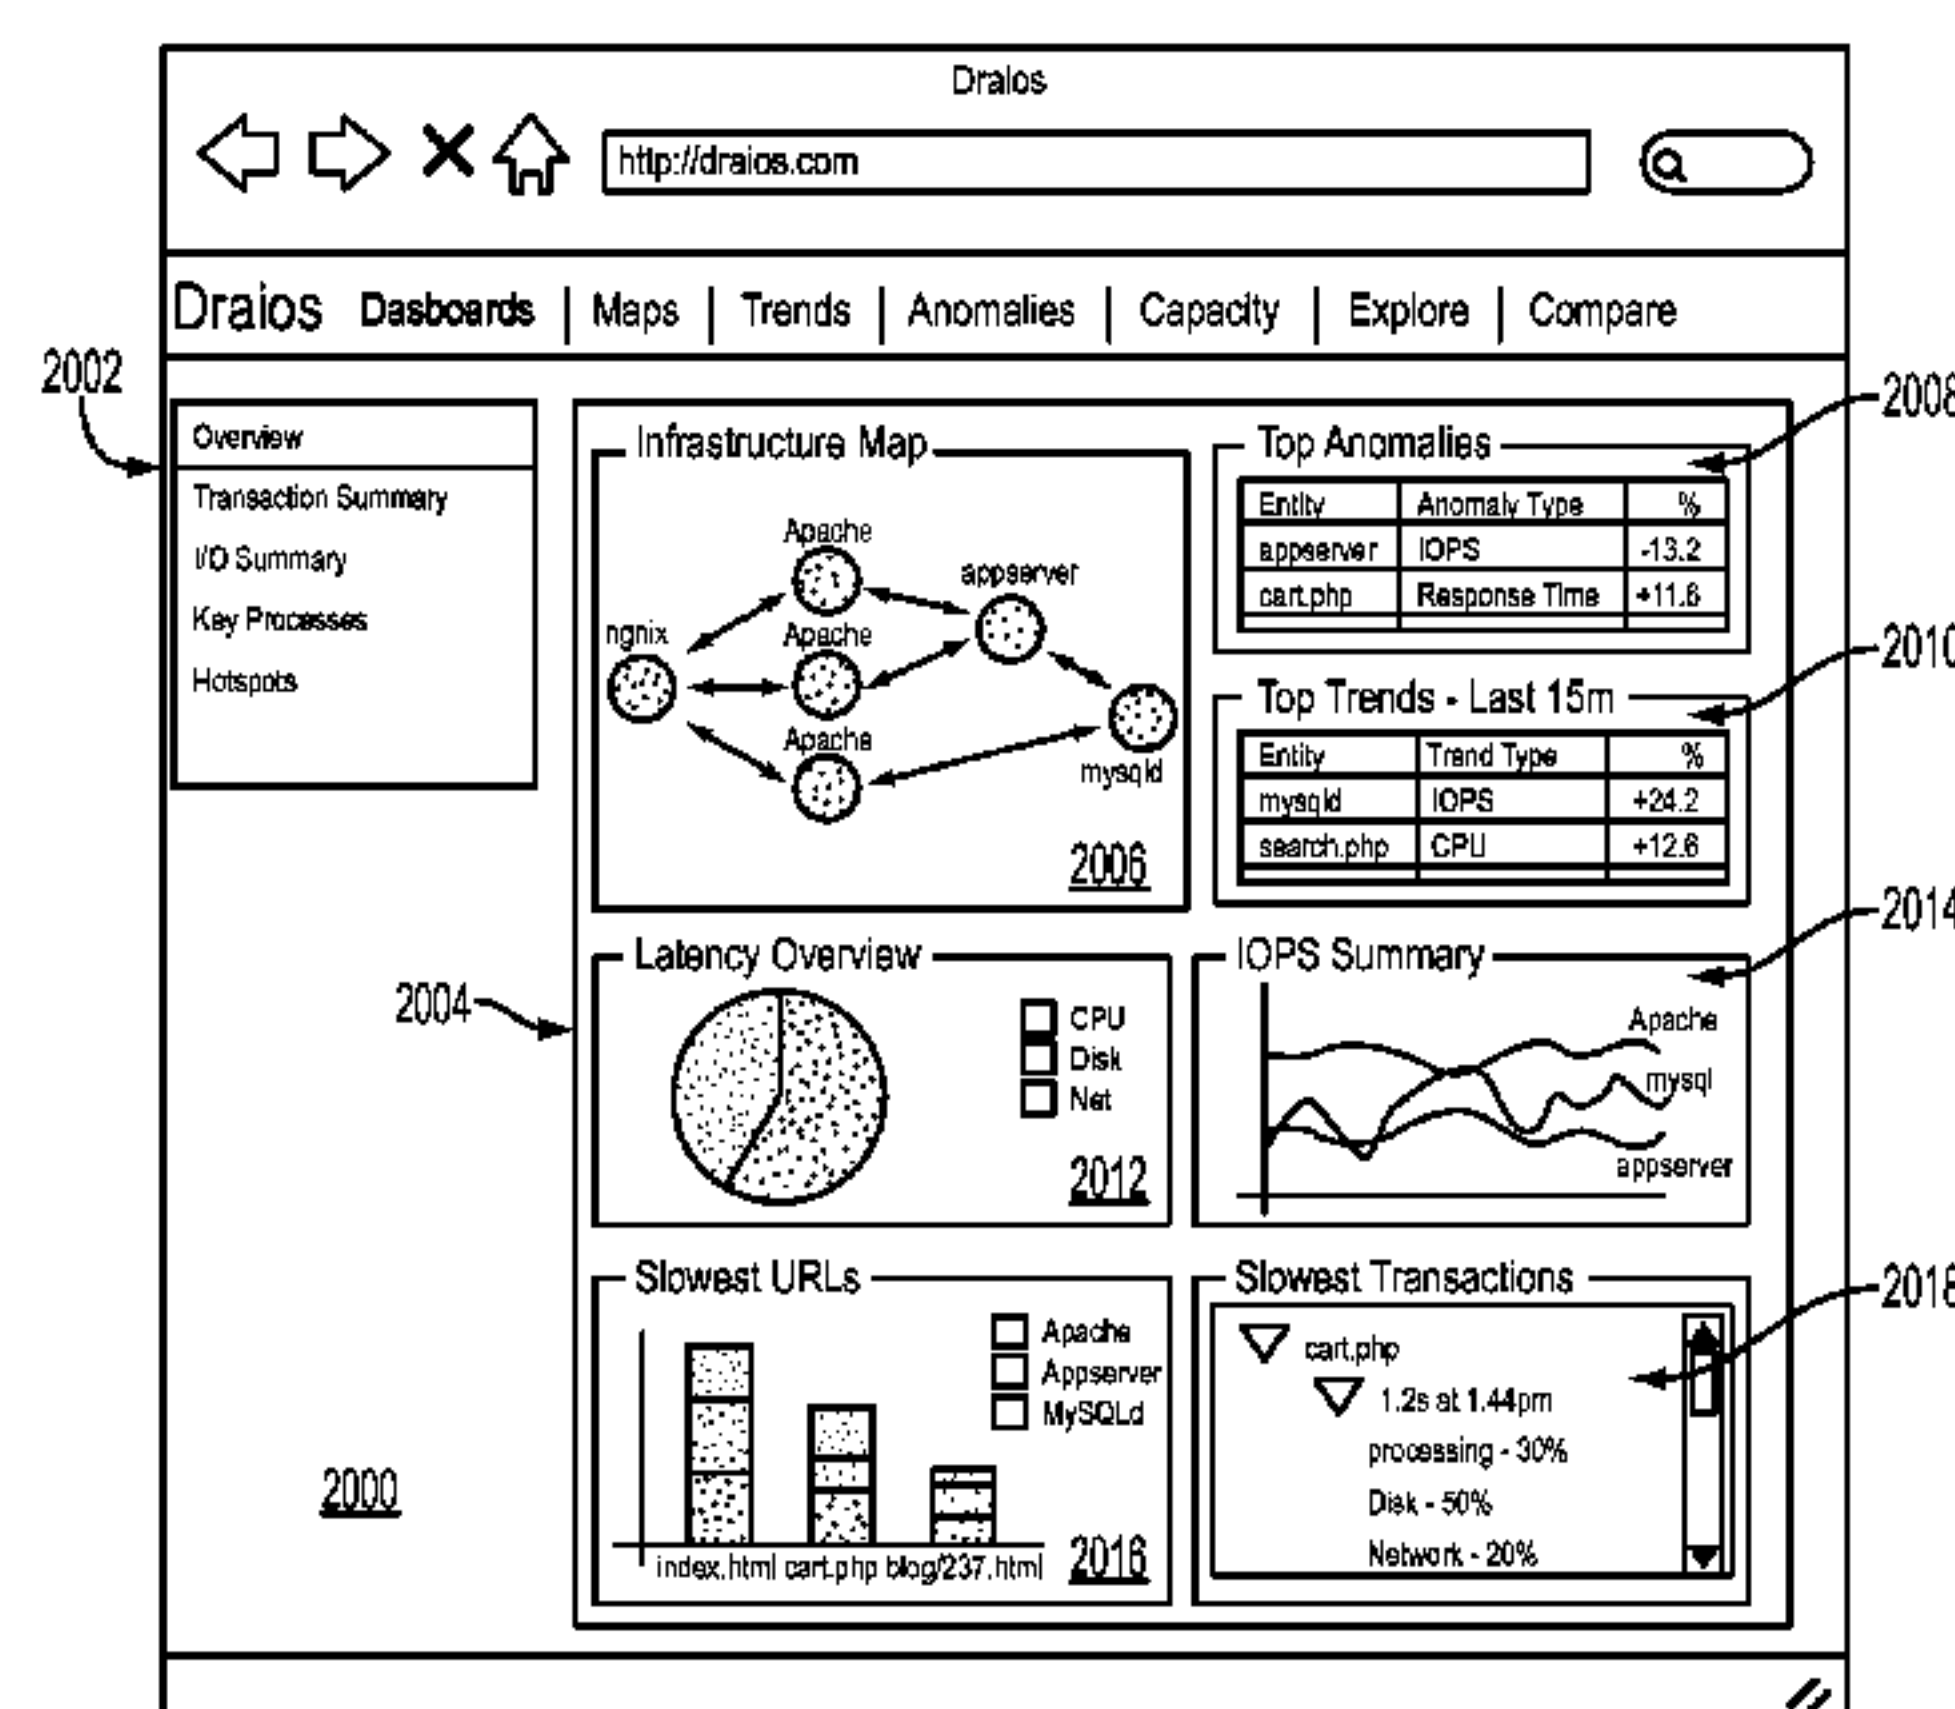 Draios
http://draios.com
Draios Dasboards | Maps | Trends | Anomalies | Capacity | Explore | Compare
2002
Overview
Transaction Summary
I/O Summary
Key Processes
Hotspots
2004
2000
Infrastructure Map
Apache
appserver
ngnix
Apache
Apache
mysqld
2006
2008
Top Anomalies
Entity Anomaly Type %
appserver IOPS -13.2
cart.php Response Time +11.6
2010
Top Trends - Last 15m
Entity Trend Type %
mysqld IOPS +24.2
search.php CPU +12.6
Latency Overview
CPU
Disk
Net
2012
2014
IOPS Summary
Apache
mysql
appserver
Slowest URLs
Apache
Appserver
MySQLd
index.html cart.php blog/237.html
2016
Slowest Transactions
2018
cart.php
1.2s at 1.44pm
processing - 30%
Disk - 50%
Network - 20%